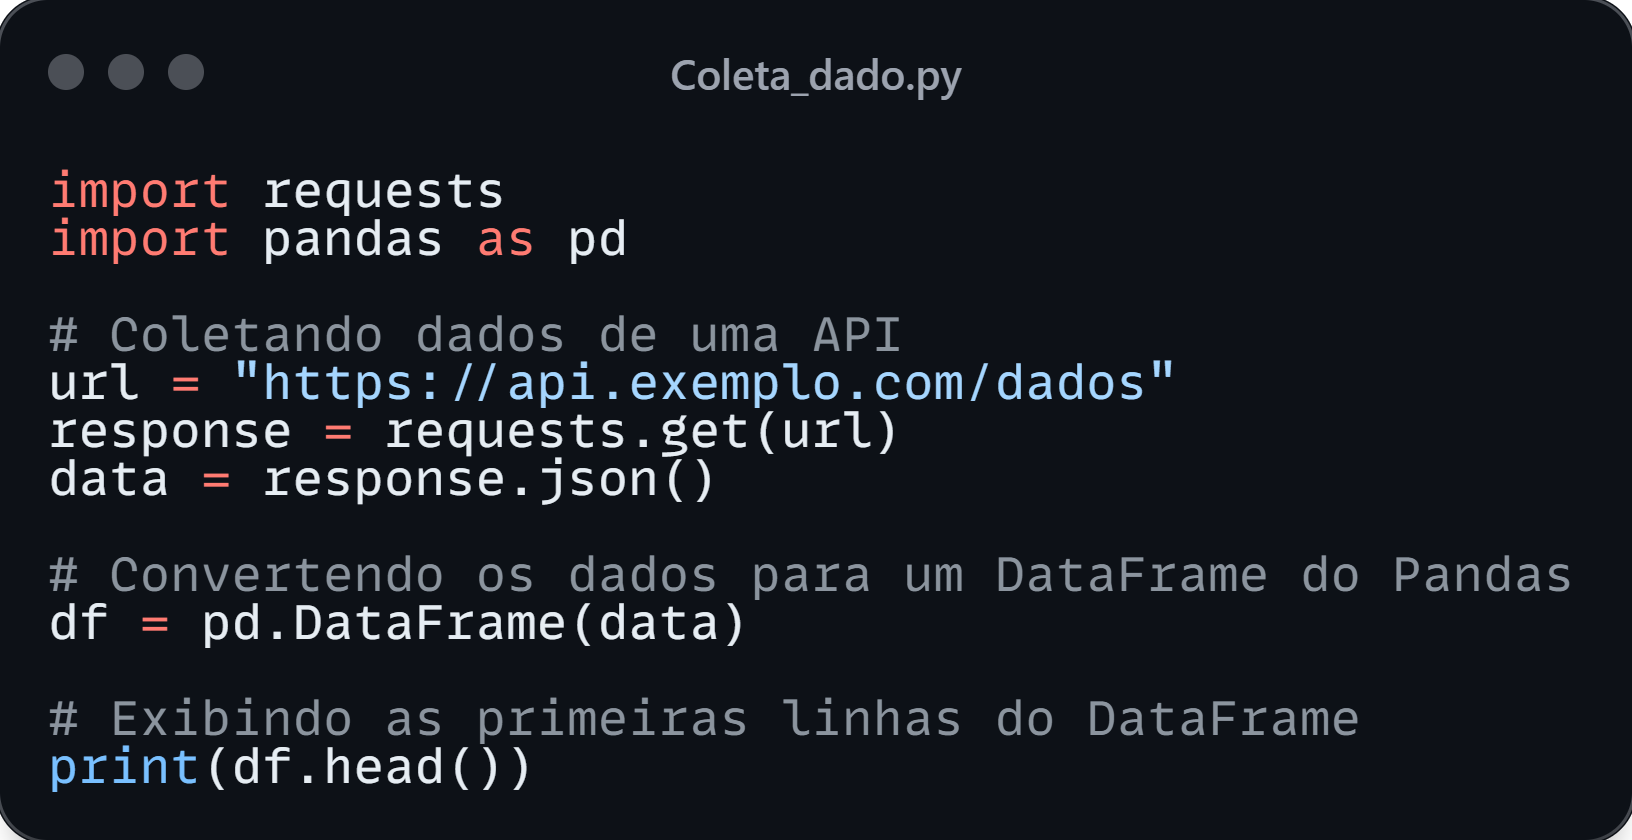 Coleta_dado.py
import requests
import pandas as pd
# Coletando dados de uma API
url = "https://api.exemplo.com/dados"
response = requests.get(url)
data = response.json()
# Convertendo os dados para um DataFrame do Pandas
df = pd.DataFrame(data)
# Exibindo as primeiras linhas do DataFrame
print(df.head())